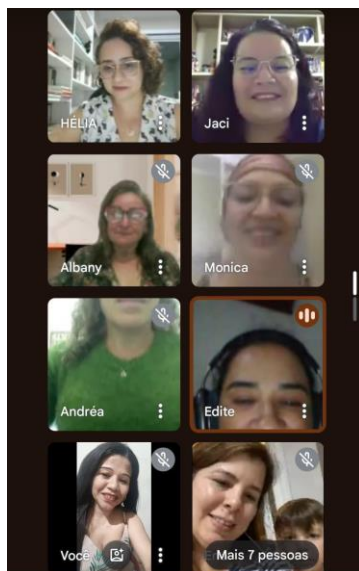 HÉLIA
Jaci
Albany
Monica
Andréa
Edite
Você
Mais 7 pessoas